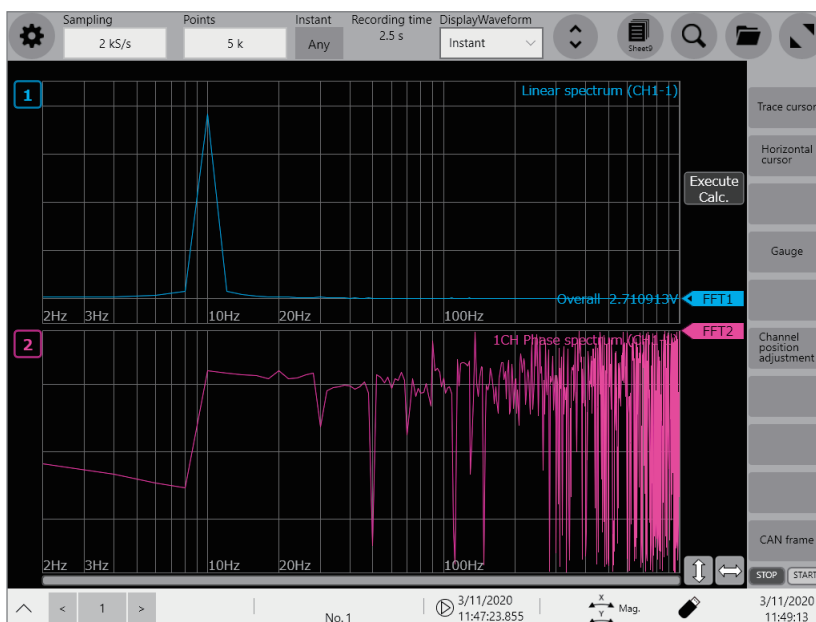 Sampling
2 kS/s
Points
5 k
Instant
Any
Recording time
2.5 s
DisplayWaveform
Instant
Sheet9
1
Linear spectrum (CH1-1)
Overall 2.710913V
FFT1
2Hz 3Hz 10Hz 20Hz 100Hz
2
1CH Phase spectrum (CH1-1)
FFT2
2Hz 3Hz 10Hz 20Hz 100Hz
Execute
Calc.
Trace cursor
Horizontal
cursor
Gauge
Channel
position
adjustment
CAN frame
STOP START
< 1 >
No. 1
3/11/2020
11:47:23.855
X
Y
Mag.
3/11/2020
11:49:13